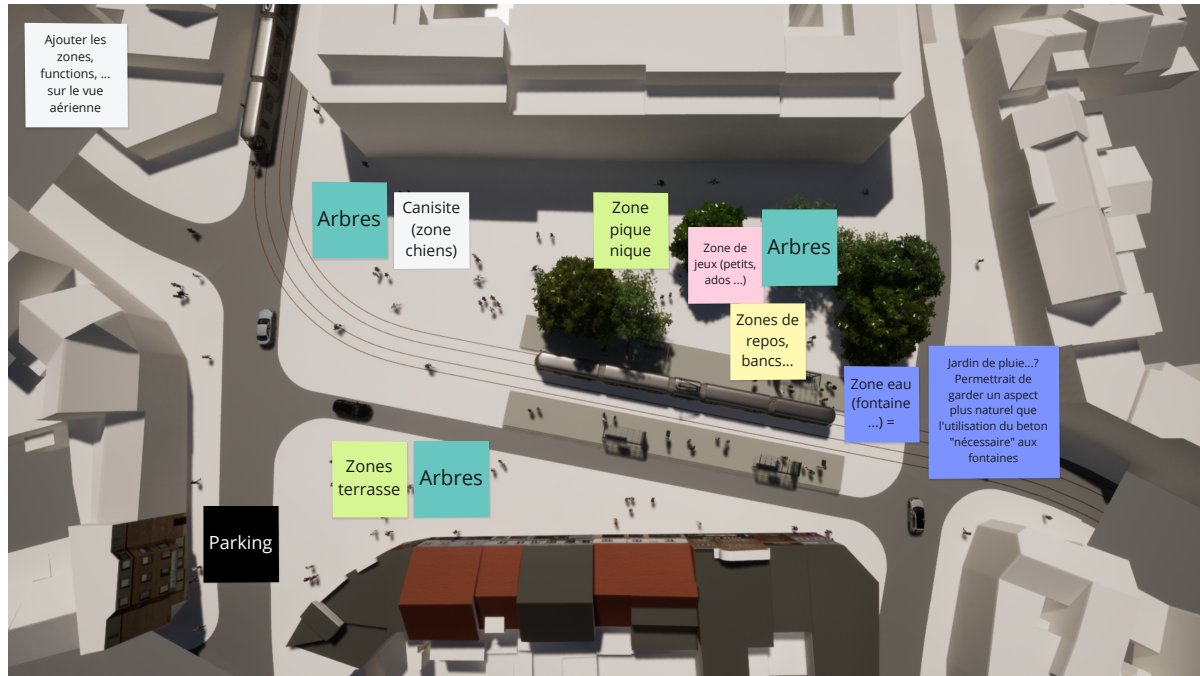 Ajouter les
zones,
functions, ...
sur le vue
aérienne
Arbres
Canisite
(zone
chiens)
Zone
pique
nique
Zone de
jeux (petits,
ados ...)
Arbres
Zones de
repos,
bancs...
Zone eau
(fontaine
...) =
Jardin de pluie...?
Permettrait de
garder un aspect
plus naturel que
l'utilisation du beton
"nécessaire" aux
fontaines
Zones
terrasse
Arbres
Parking